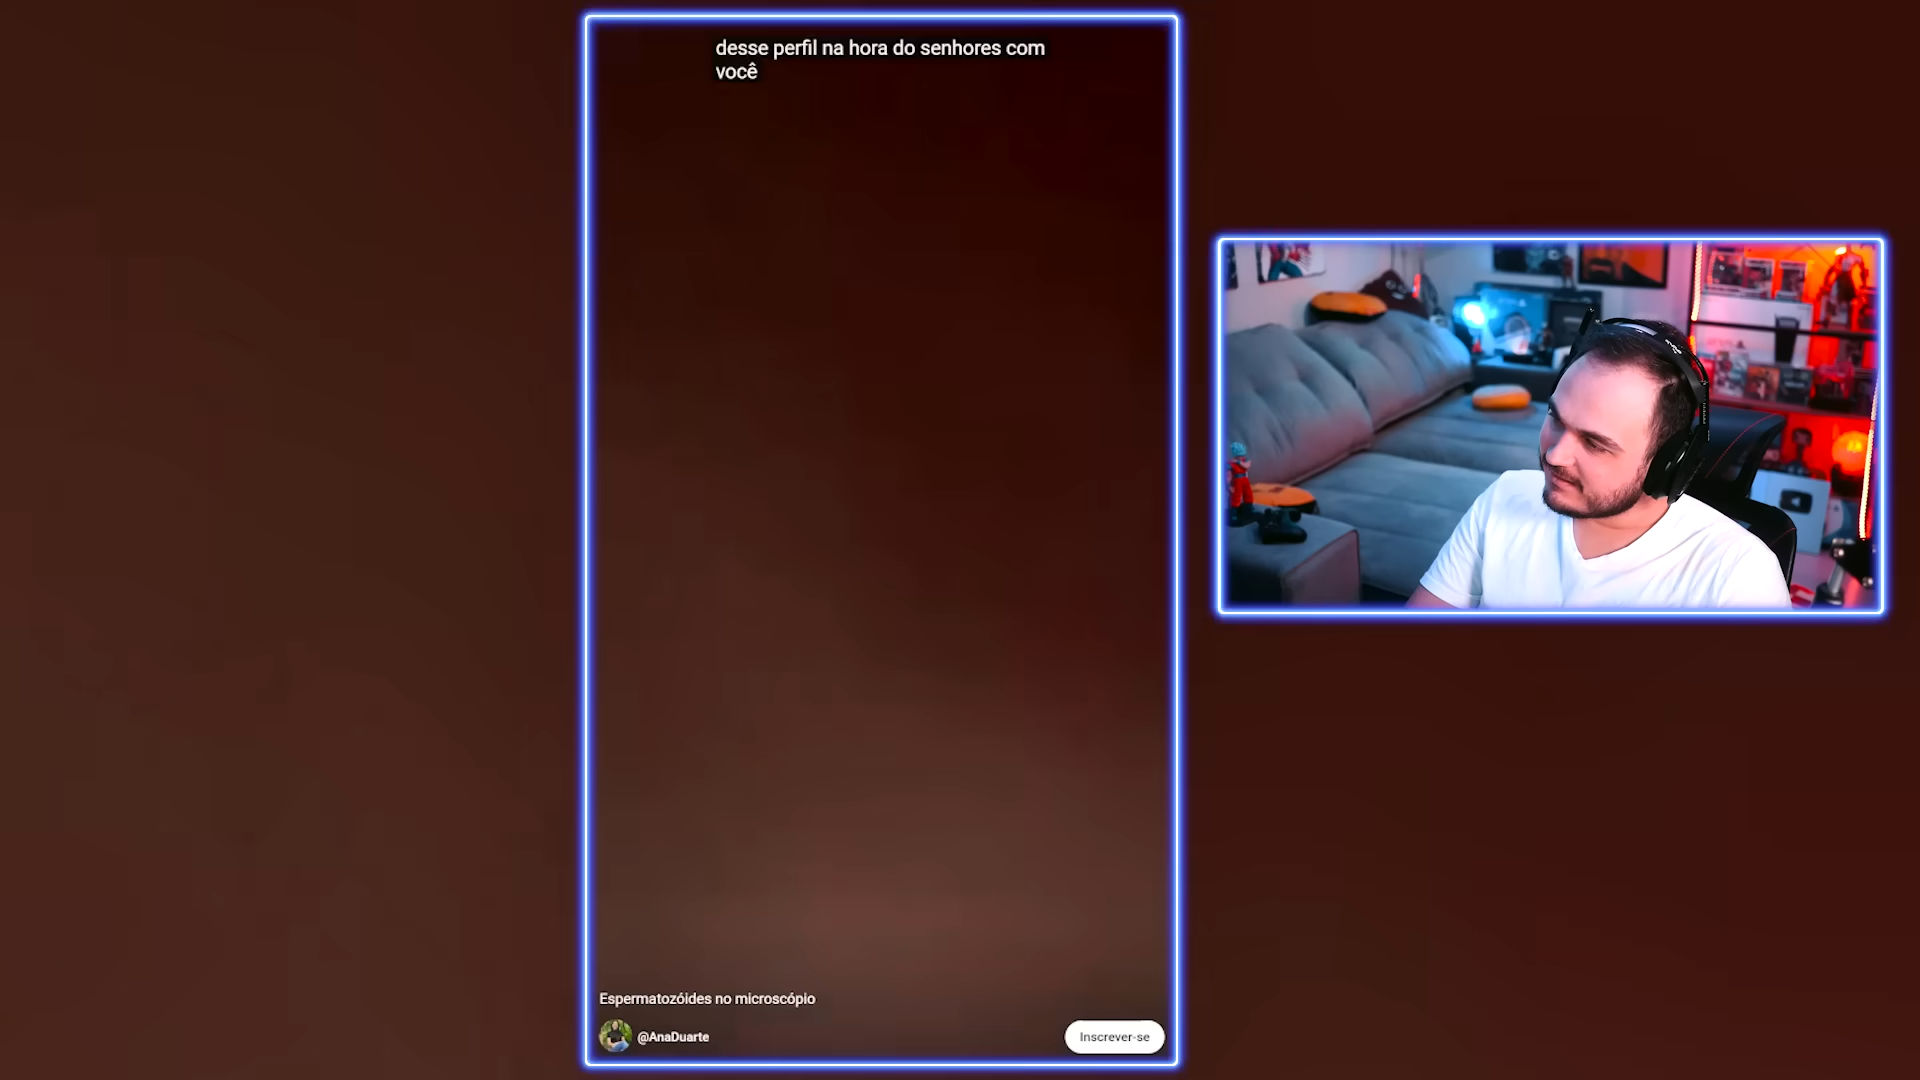 desse perfil na hora do senhores com
você
Espermatozóides no microscópio
@AnaDuarte
Inscrever-se